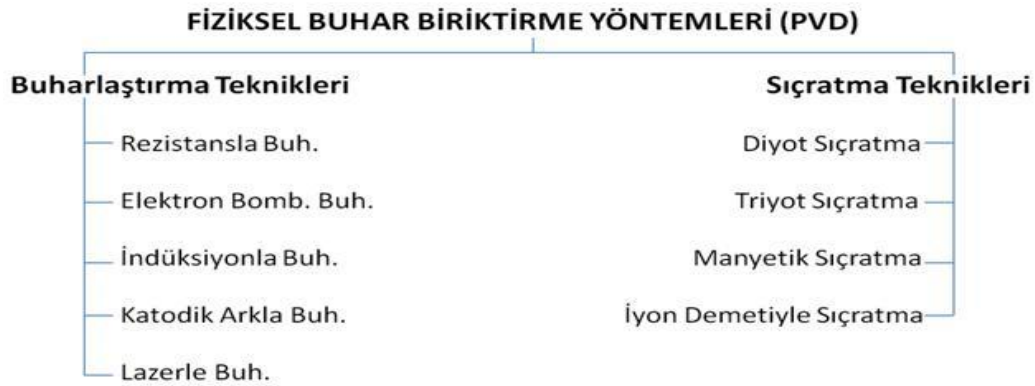 FİZİKSEL BUHAR BİRİKTİRME YÖNTEMLERİ (PVD)
Buharlaştırma Teknikleri
Rezistansla Buh.
Elektron Bomb. Buh.
İndüksiyonla Buh.
Katodik Arkla Buh.
Lazerle Buh.
Sıçratma Teknikleri
Diyot Sıçratma
Triyot Sıçratma
Manyetik Sıçratma
İyon Demetiyle Sıçratma